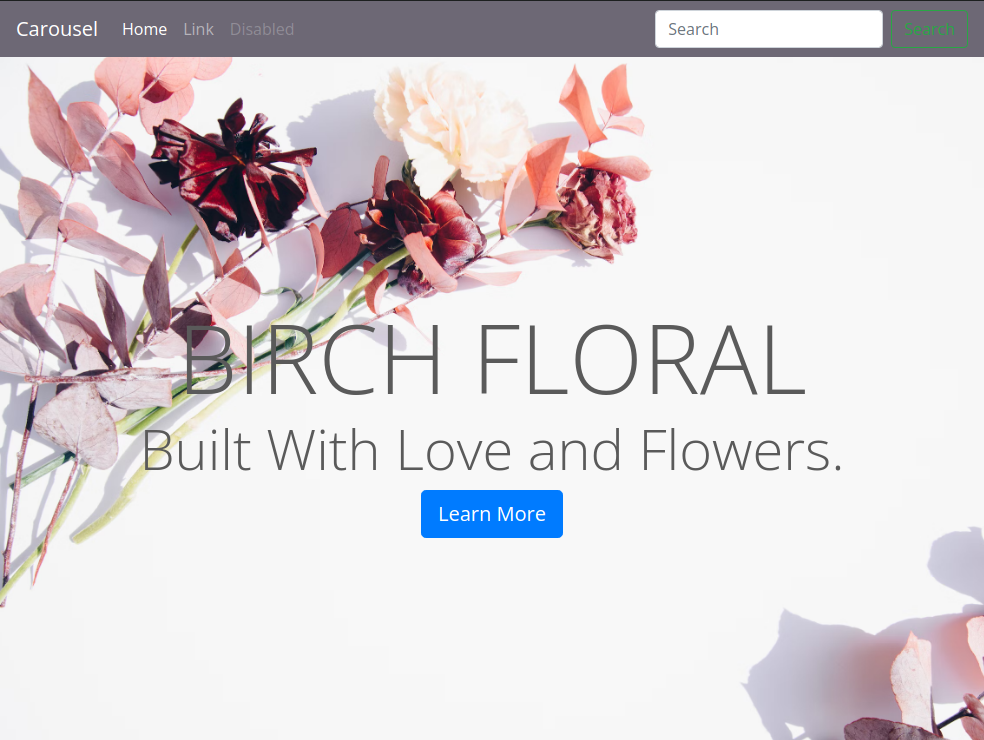 Carousel Home Link Disabled Search Search
BIRCH FLORAL
Built With Love and Flowers.
Learn More